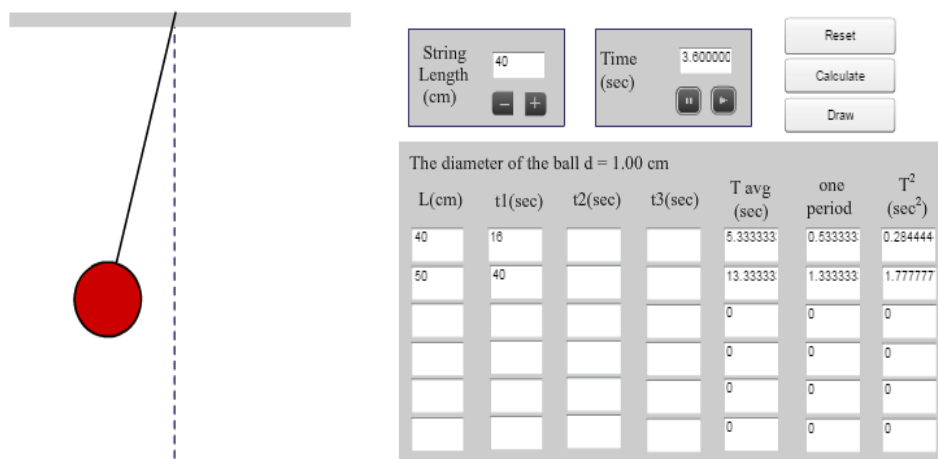 String
Length
(cm)
40
Time
(sec)
3.600000
Reset
Calculate
Draw
The diameter of the ball d = 1.00 cm
L(cm) t1(sec) t2(sec) t3(sec) T avg (sec) one period T² (sec²)
40 16 5.333333 0.533333 0.284444
50 40 13.33333 1.333333 1.777777
0 0 0
0 0 0
0 0 0
0 0 0